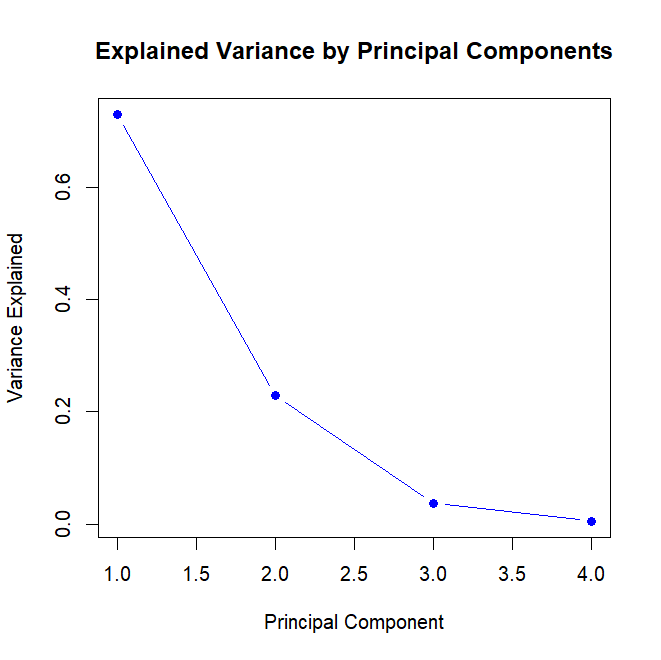 Explained Variance by Principal Components
Variance Explained
0.6
0.4
0.2
0.0
1.0 1.5 2.0 2.5 3.0 3.5 4.0
Principal Component